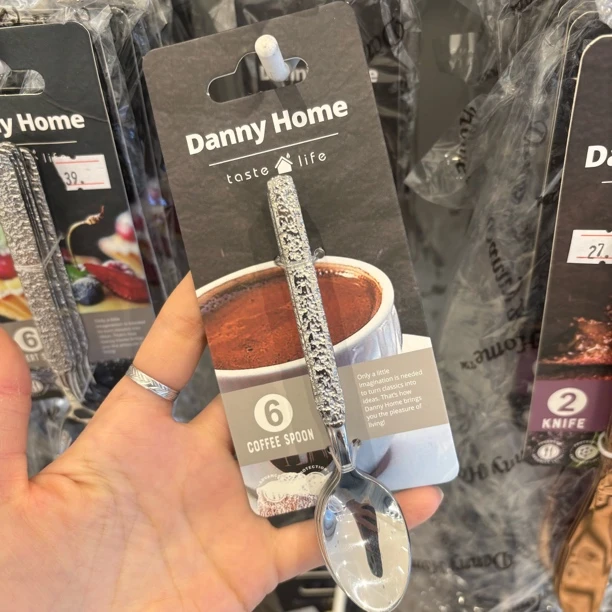 Danny Home
taste life
6
COFFEE SPOON
Only a little
imagination is needed
to turn classics into
ideas. That's how
Danny Home brings
you the pleasure of
living!
y Home
39.
6
Da
27.
2
KNIFE